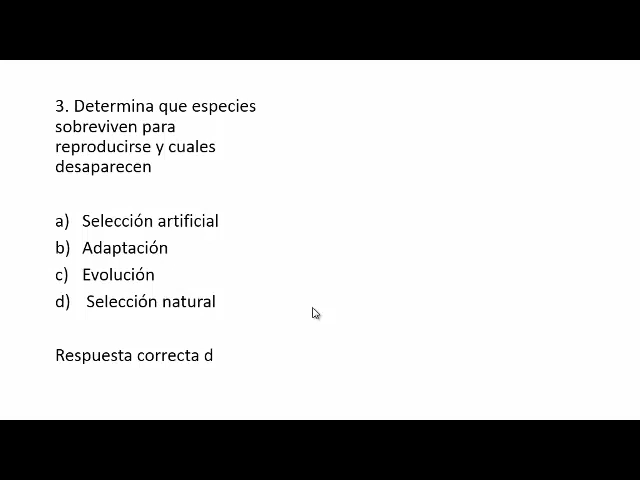 3. Determina que especies
sobreviven para
reproducirse y cuales
desaparecen
a) Selección artificial
b) Adaptación
c) Evolución
d) Selección natural
Respuesta correcta d